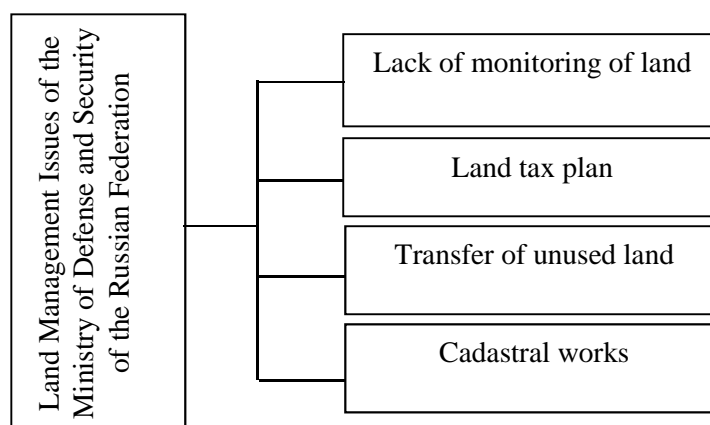 Land Management Issues of the
Ministry of Defense and Security
of the Russian Federation
Lack of monitoring of land
Land tax plan
Transfer of unused land
Cadastral works